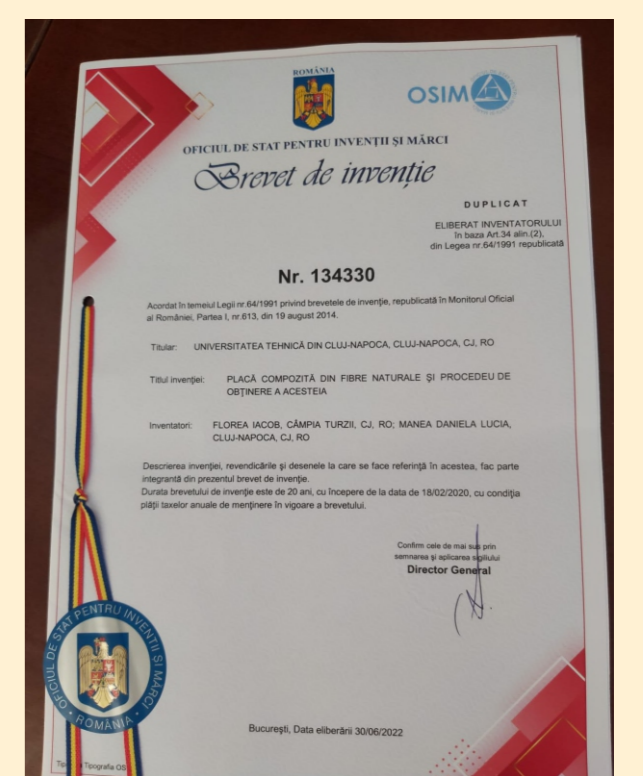 ROMÂNIA
OSIM
OFICIUL DE STAT PENTRU INVENȚII ȘI MĂRCI
Brevet de invenție
DUPLICAT
ELIBERAT INVENTATORULUI
în baza Art.34 alin.(2),
din Legea nr.64/1991 republicată
Nr. 134330
Acordat în temeiul Legii nr.64/1991 privind brevetele de invenție, republicată în Monitorul Oficial
al României, Partea I, nr.613, din 19 august 2014.
Titular: UNIVERSITATEA TEHNICĂ DIN CLUJ-NAPOCA, CLUJ-NAPOCA, CJ, RO
Titlul invenției: PLACĂ COMPOZITĂ DIN FIBRE NATURALE ȘI PROCEDEU DE
OBȚINERE A ACESTEIA
Inventatori: FLOREA IACOB, CÂMPIA TURZII, CJ, RO; MANEA DANIELA LUCIA,
CLUJ-NAPOCA, CJ, RO
Descrierea invenției, revendicările și desenele la care se face referință în acestea, fac parte
integrantă din prezentul brevet de invenție.
Durata brevetului de invenție este de 20 ani, cu începere de la data de 18/02/2020, cu condiția
plății taxelor anuale de menținere în vigoare a brevetului.
Confirm cele de mai sus prin
semnarea și aplicarea sigiliului
Director General
OFICIUL DE STAT PENTRU INVENȚII ȘI MĂRCI
ROMÂNIA
București, Data eliberării 30/06/2022
Tipografia OS